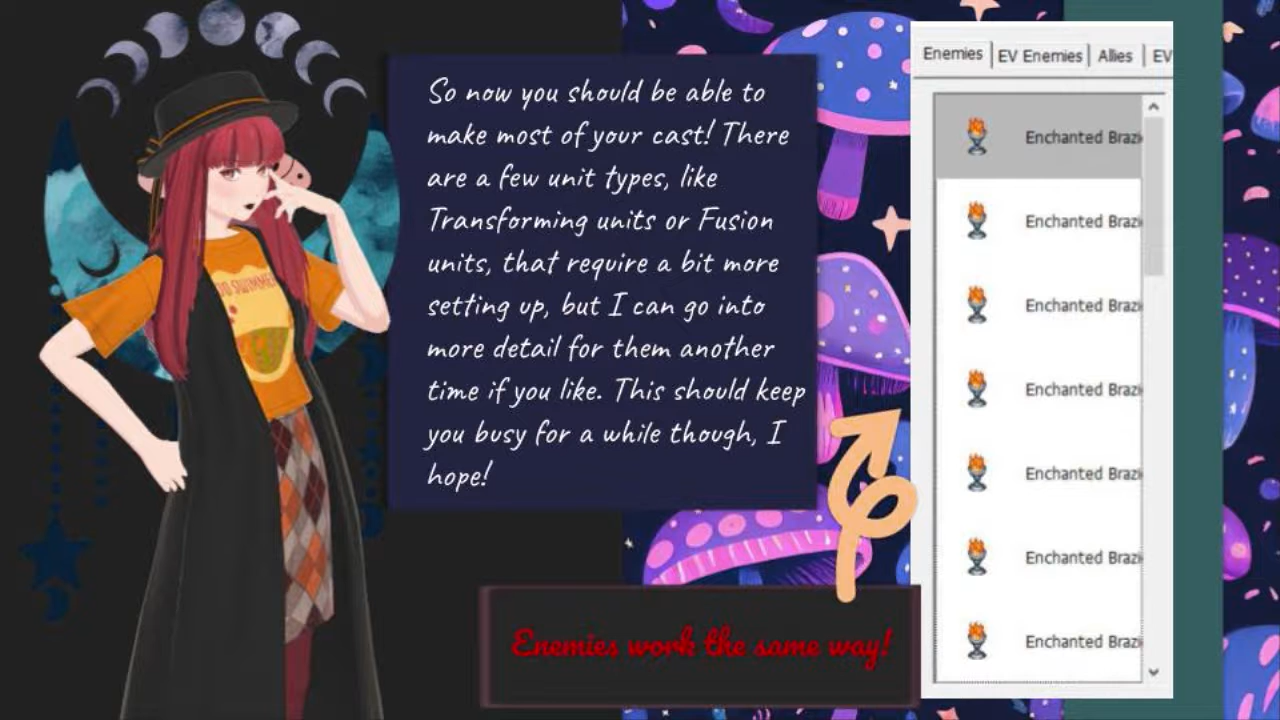 So now you should be able to
make most of your cast! There
are a few unit types, like
Transforming units or Fusion
units, that require a bit more
setting up, but I can go into
more detail for them another
time if you like. This should keep
you busy for a while though, I
hope!
Enemies work the same way!
Enemies EV Enemies Allies EV
Enchanted Brazi
Enchanted Brazi
Enchanted Brazi
Enchanted Brazi
Enchanted Brazi
Enchanted Brazi
Enchanted Brazi